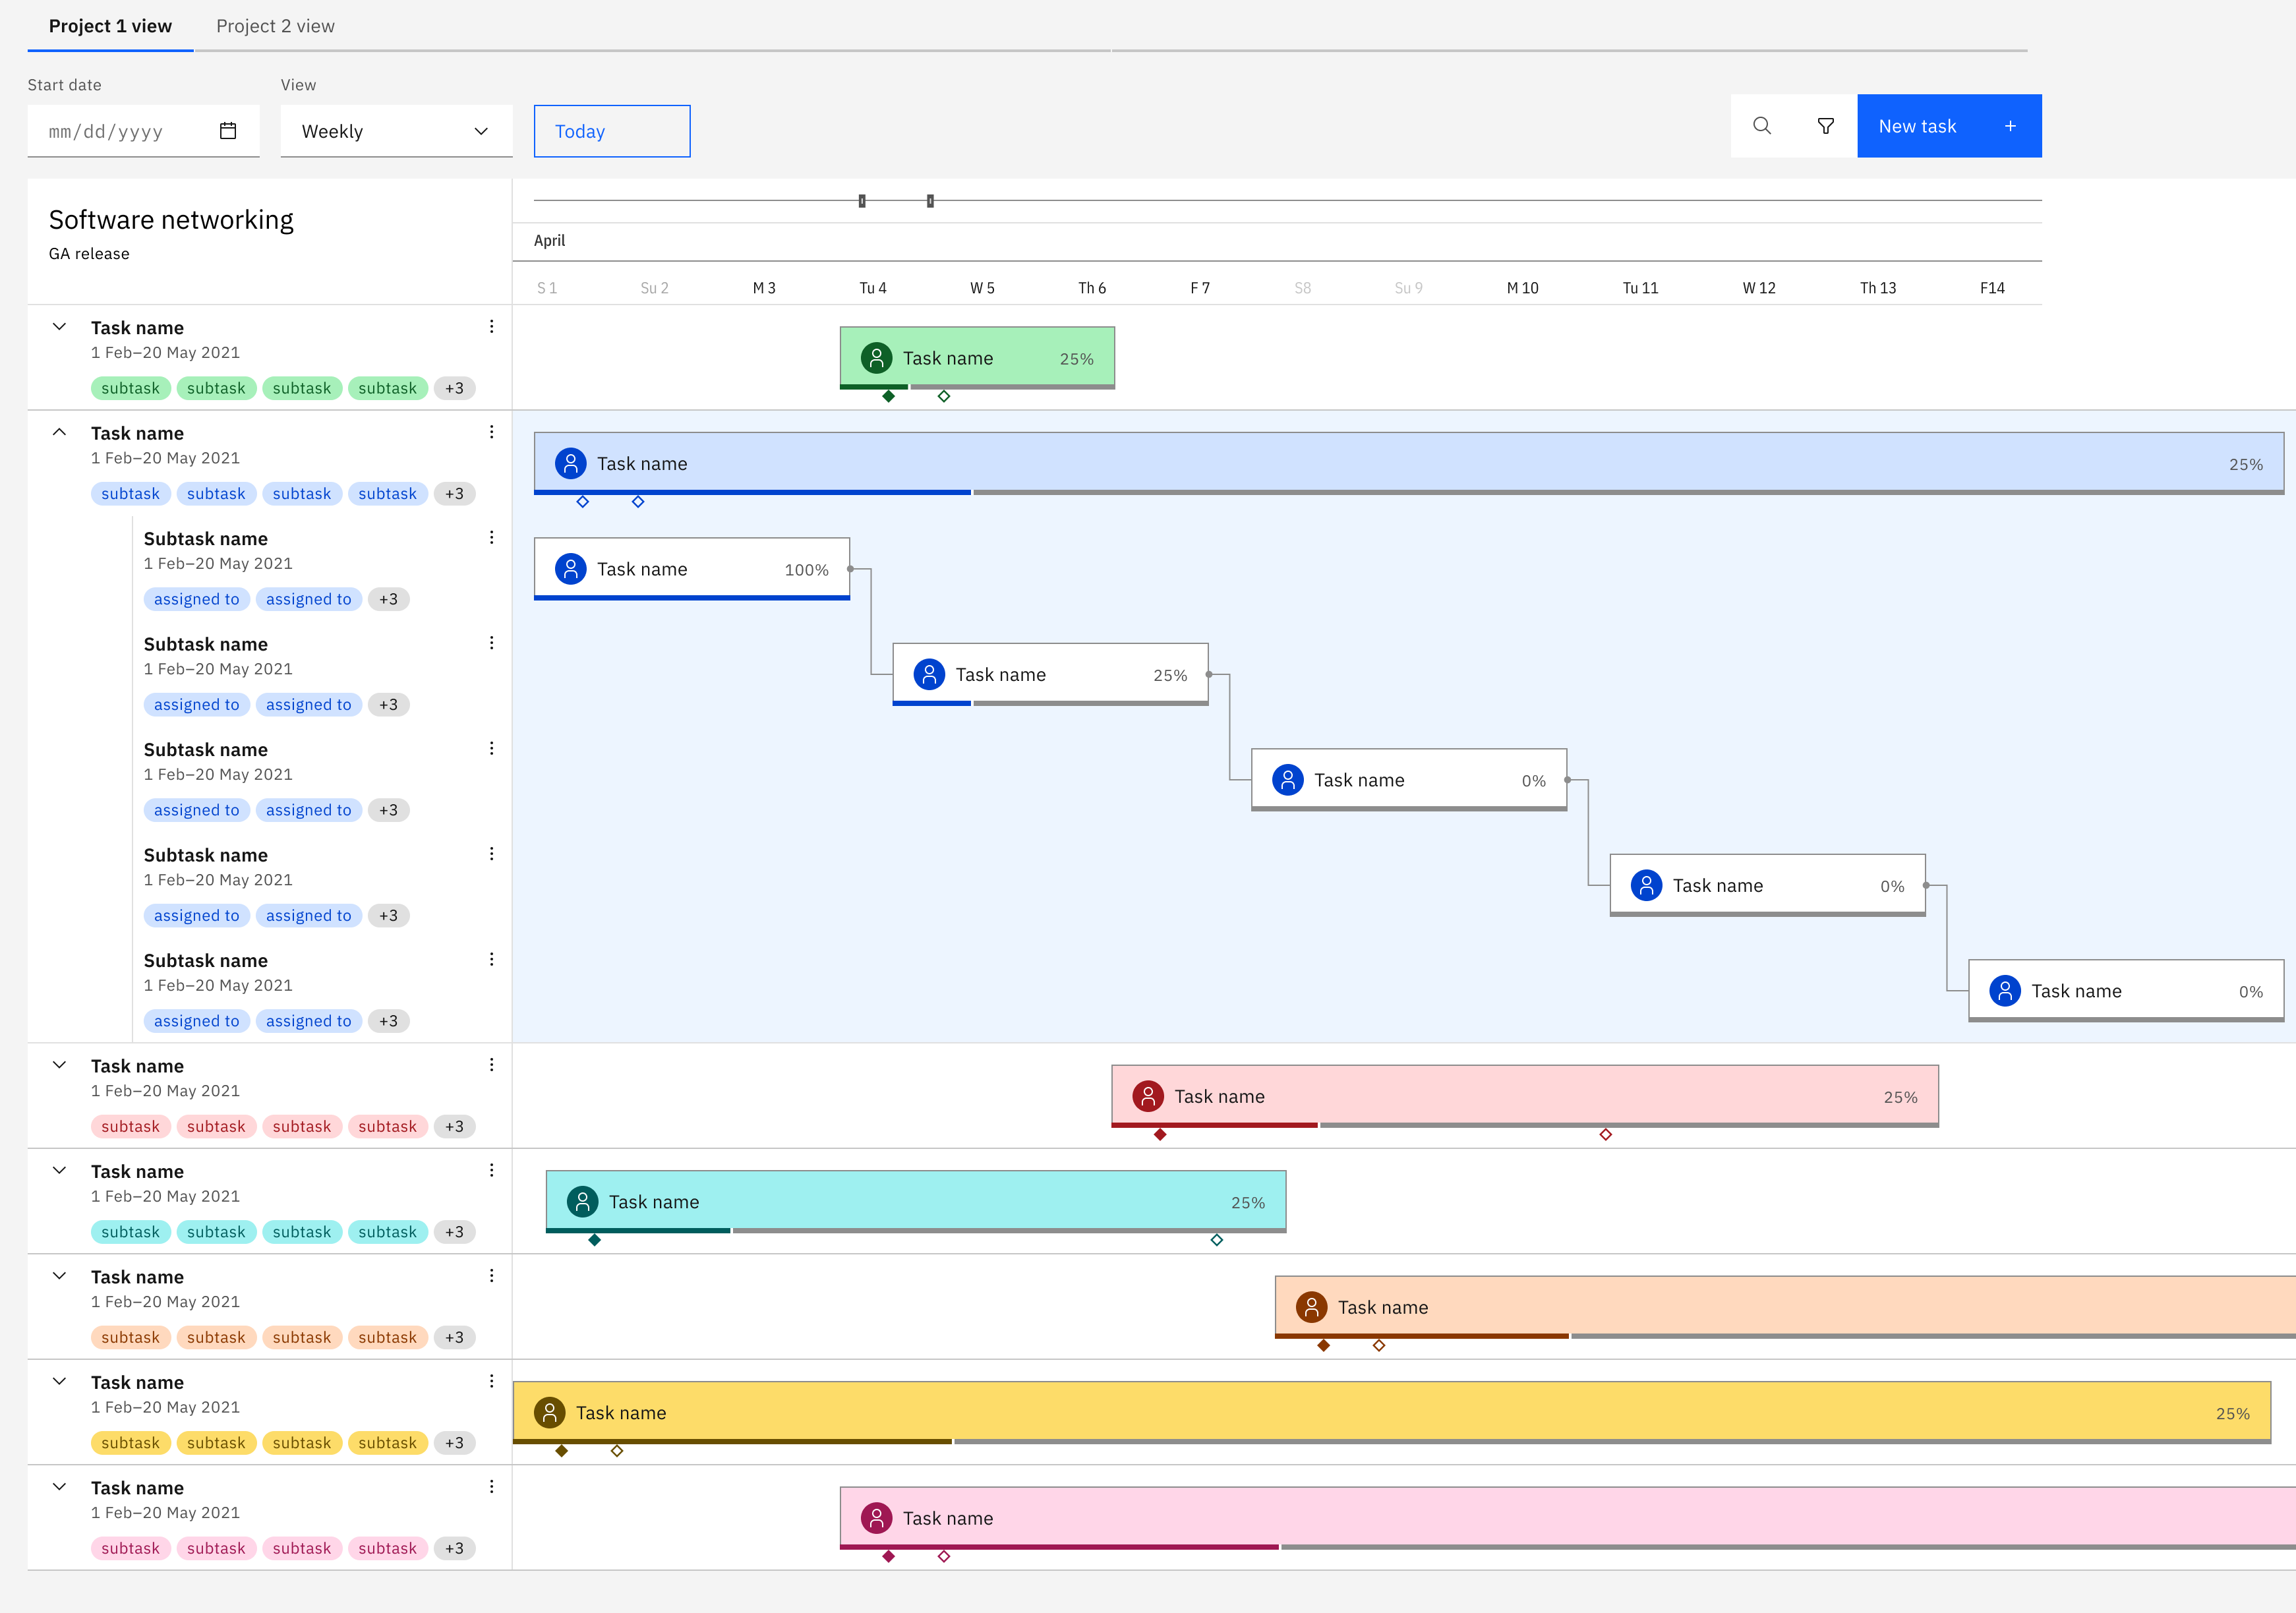 Project 1 view Project 2 view
Start date View
mm/dd/yyyy Weekly Today New task +
Software networking
GA release
April
S 1 Su 2 M 3 Tu 4 W 5 Th 6 F 7 S8 Su 9 M 10 Tu 11 W 12 Th 13 F14
Task name
1 Feb–20 May 2021
subtask subtask subtask subtask +3
Task name 25%
Task name
1 Feb–20 May 2021
subtask subtask subtask subtask +3
Task name 25%
Subtask name
1 Feb–20 May 2021
assigned to assigned to +3
Task name 100%
Subtask name
1 Feb–20 May 2021
assigned to assigned to +3
Task name 25%
Subtask name
1 Feb–20 May 2021
assigned to assigned to +3
Task name 0%
Subtask name
1 Feb–20 May 2021
assigned to assigned to +3
Task name 0%
Subtask name
1 Feb–20 May 2021
assigned to assigned to +3
Task name 0%
Task name
1 Feb–20 May 2021
subtask subtask subtask subtask +3
Task name 25%
Task name
1 Feb–20 May 2021
subtask subtask subtask subtask +3
Task name 25%
Task name
1 Feb–20 May 2021
subtask subtask subtask subtask +3
Task name
Task name
1 Feb–20 May 2021
subtask subtask subtask subtask +3
Task name 25%
Task name
1 Feb–20 May 2021
subtask subtask subtask subtask +3
Task name